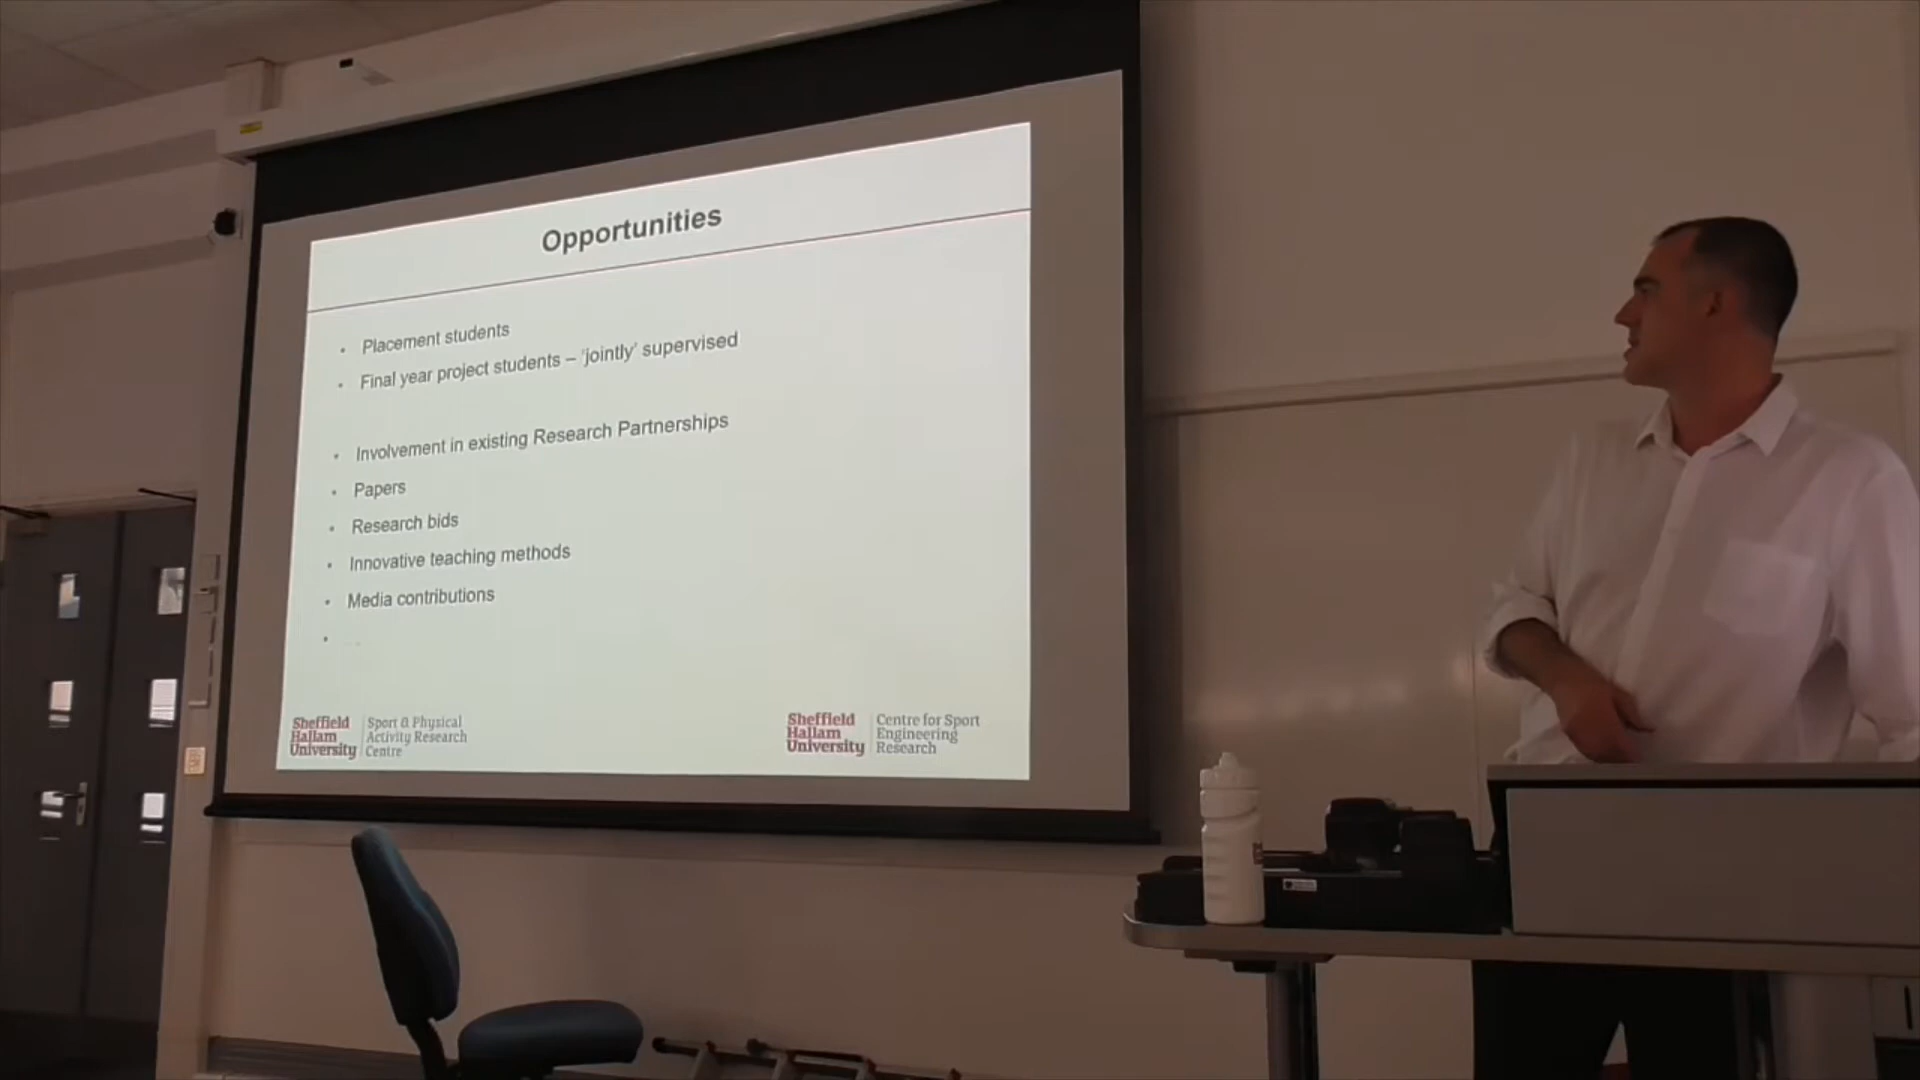 Opportunities
Placement students
Final year project students – 'jointly' supervised
Involvement in existing Research Partnerships
Papers
Research bids
Innovative teaching methods
Media contributions
Sheffield
Hallam
University
Sport & Physical
Activity Research
Centre
Sheffield
Hallam
University
Centre for Sport
Engineering
Research